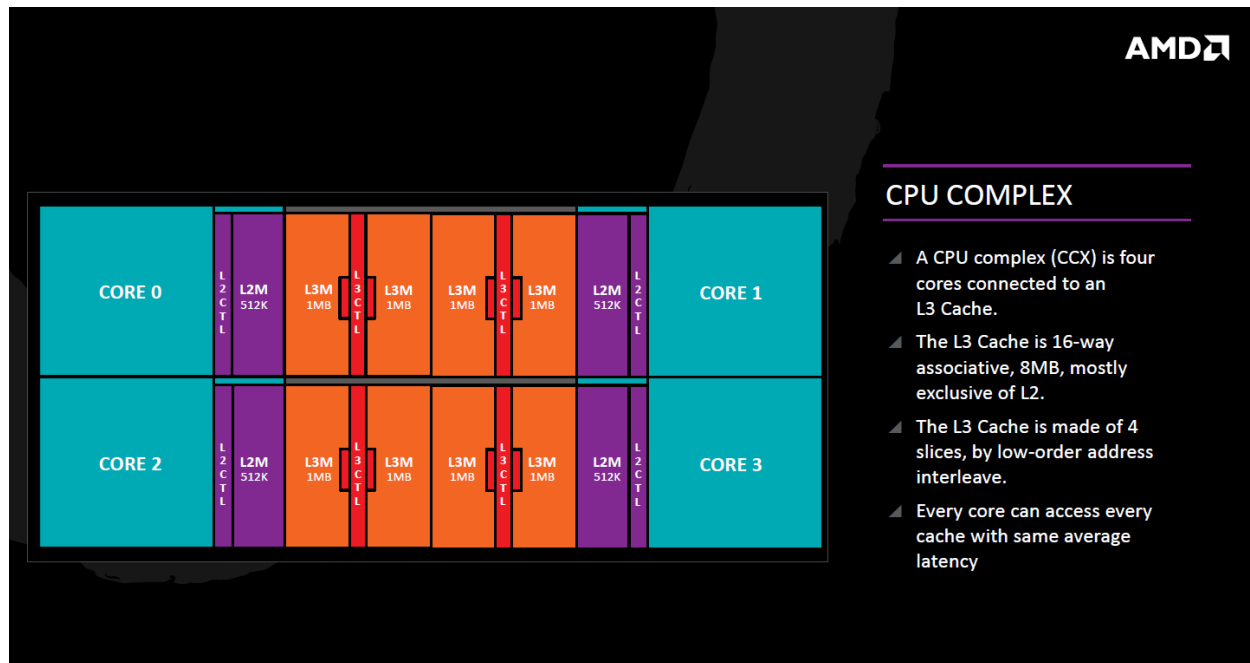 AMD
CPU COMPLEX
A CPU complex (CCX) is four
cores connected to an
L3 Cache.
The L3 Cache is 16-way
associative, 8MB, mostly
exclusive of L2.
The L3 Cache is made of 4
slices, by low-order address
interleave.
Every core can access every
cache with same average
latency
CORE 0
L2CTL
L2M
512K
L3M
1MB
L3CTL
L3M
1MB
L3M
1MB
L3CTL
L3M
1MB
L2M
512K
L2CTL
CORE 1
CORE 2
L2CTL
L2M
512K
L3M
1MB
L3CTL
L3M
1MB
L3M
1MB
L3CTL
L3M
1MB
L2M
512K
L2CTL
CORE 3